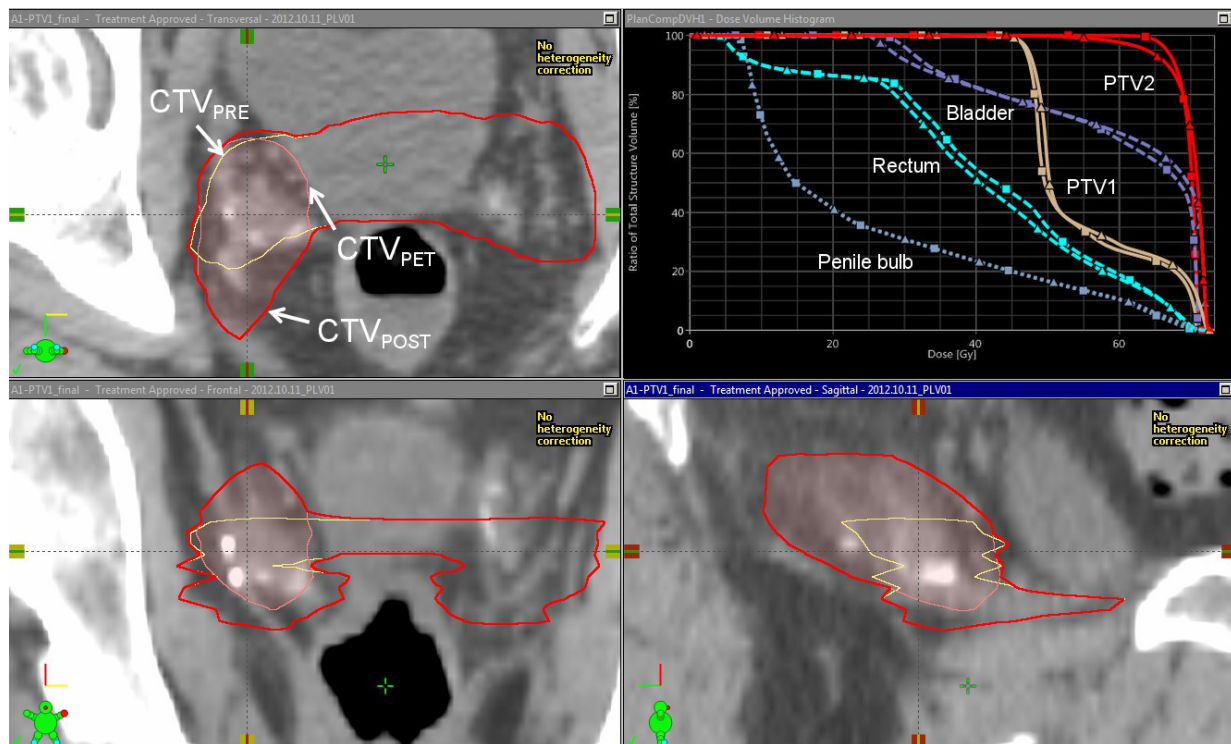 A1-PTV1_final - Treatment Approved - Transversal - 2012.10.11_PLV01
No
heterogeneity
correction
CTVPRE
CTVPET
CTVPOST
PlanCompDVH1 - Dose Volume Histogram
Ratio of Total Structure Volume [%]
100
80
60
40
20
0
0
20
40
60
Dose [Gy]
PTV2
Bladder
Rectum
PTV1
Penile bulb
A1-PTV1_final - Treatment Approved - Frontal - 2012.10.11_PLV01
No
heterogeneity
correction
A1-PTV1_final - Treatment Approved - Sagittal - 2012.10.11_PLV01
No
heterogeneity
correction